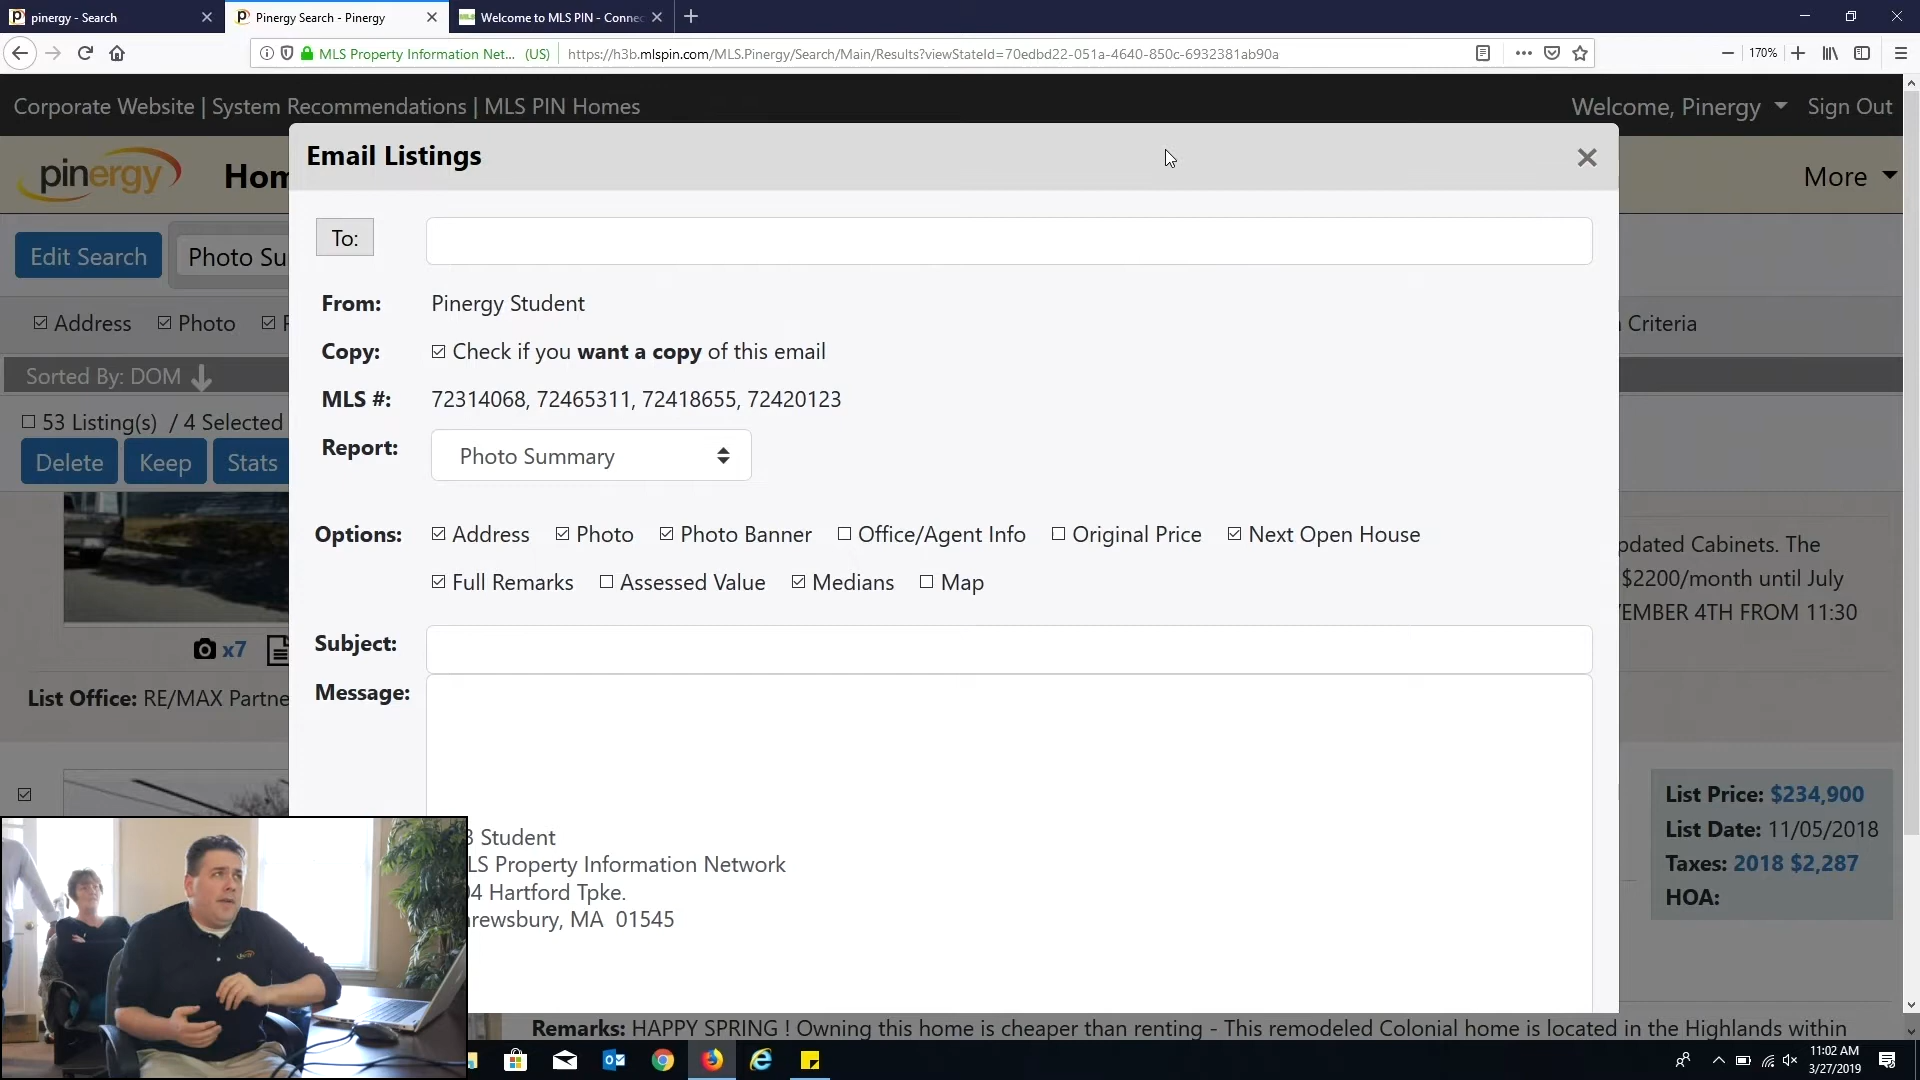 pinergy - Search
Pinergy Search - Pinergy
Welcome to MLS PIN - Connec
MLS Property Information Net... (US)
https://h3b.mlspin.com/MLS.Pinergy/Search/Main/Results?viewStateId=70edbd22-051a-4640-850c-6932381ab90a
170%
Corporate Website | System Recommendations | MLS PIN Homes
Welcome, Pinergy
Sign Out
Email Listings
pinergy
Hom
More
To:
Edit Search
Photo Su
From: Pinergy Student
Address Photo
Criteria
Copy: Check if you want a copy of this email
Sorted By: DOM
MLS #: 72314068, 72465311, 72418655, 72420123
53 Listing(s) / 4 Selected
Report: Photo Summary
Delete Keep Stats
Options: Address Photo Photo Banner Office/Agent Info Original Price Next Open House
pdated Cabinets. The
Full Remarks Assessed Value Medians Map
$2200/month until July
EMBER 4TH FROM 11:30
Subject:
x7
Message:
List Office: RE/MAX Partne
List Price: $234,900
List Date: 11/05/2018
Taxes: 2018 $2,287
HOA:
3 Student
LS Property Information Network
04 Hartford Tpke.
rewsbury, MA 01545
Remarks: HAPPY SPRING ! Owning this home is cheaper than renting - This remodeled Colonial home is located in the Highlands within
11:02 AM
3/27/2019